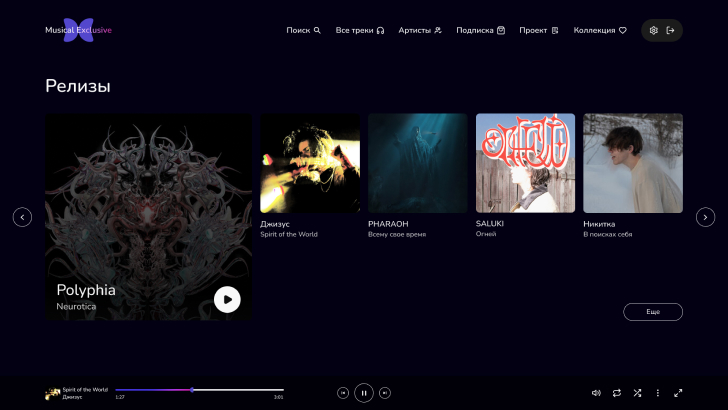 Musical Exclusive
Поиск
Все треки
Артисты
Подписка
Проект
Коллекция
Релизы
Polyphia
Neurotica
Джизус
Spirit of the World
PHARAOH
Всему свое время
SALUKI
Огней
Никитка
В поисках себя
Еще
Spirit of the World
Джизус
1:27
3:01